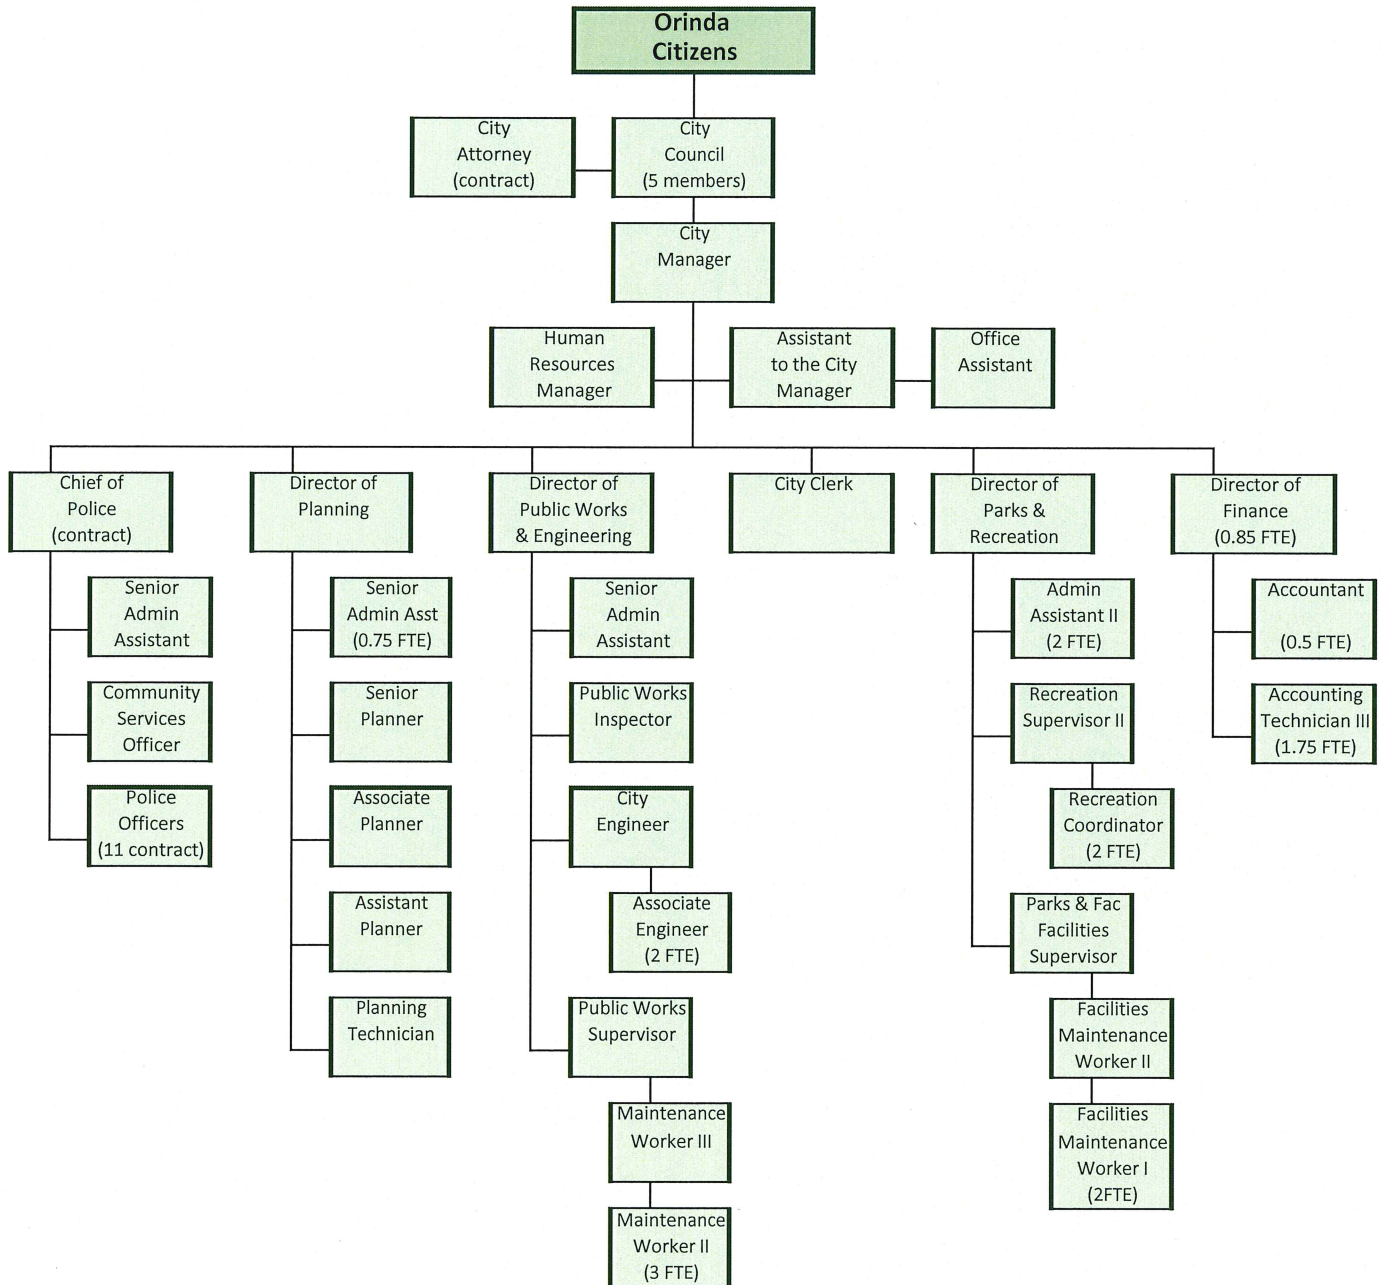 Orinda
Citizens
City
Attorney
(contract)
City
Council
(5 members)
City
Manager
Human
Resources
Manager
Assistant
to the City
Manager
Office
Assistant
Chief of
Police
(contract)
Director of
Planning
Director of
Public Works
& Engineering
City Clerk
Director of
Parks &
Recreation
Director of
Finance
(0.85 FTE)
Senior
Admin
Assistant
Community
Services
Officer
Police
Officers
(11 contract)
Senior
Admin Asst
(0.75 FTE)
Senior
Planner
Associate
Planner
Assistant
Planner
Planning
Technician
Senior
Admin
Assistant
Public Works
Inspector
City
Engineer
Associate
Engineer
(2 FTE)
Public Works
Supervisor
Maintenance
Worker III
Maintenance
Worker II
(3 FTE)
Admin
Assistant II
(2 FTE)
Recreation
Supervisor II
Recreation
Coordinator
(2 FTE)
Parks & Fac
Facilities
Supervisor
Facilities
Maintenance
Worker II
Facilities
Maintenance
Worker I
(2FTE)
Accountant
(0.5 FTE)
Accounting
Technician III
(1.75 FTE)